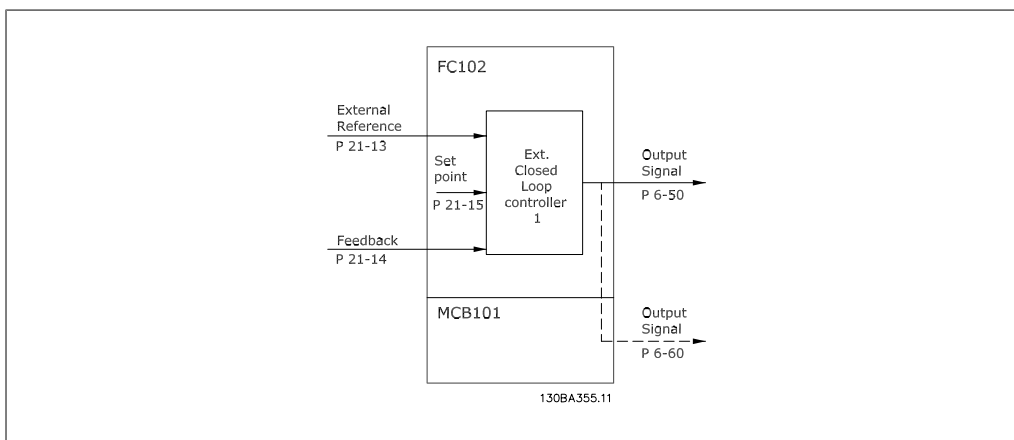 FC102
External
Reference
P 21-13
Set
point
P 21-15
Feedback
P 21-14
Ext.
Closed
Loop
controller
1
Output
Signal
P 6-50
MCB101
Output
Signal
P 6-60
130BA355.11